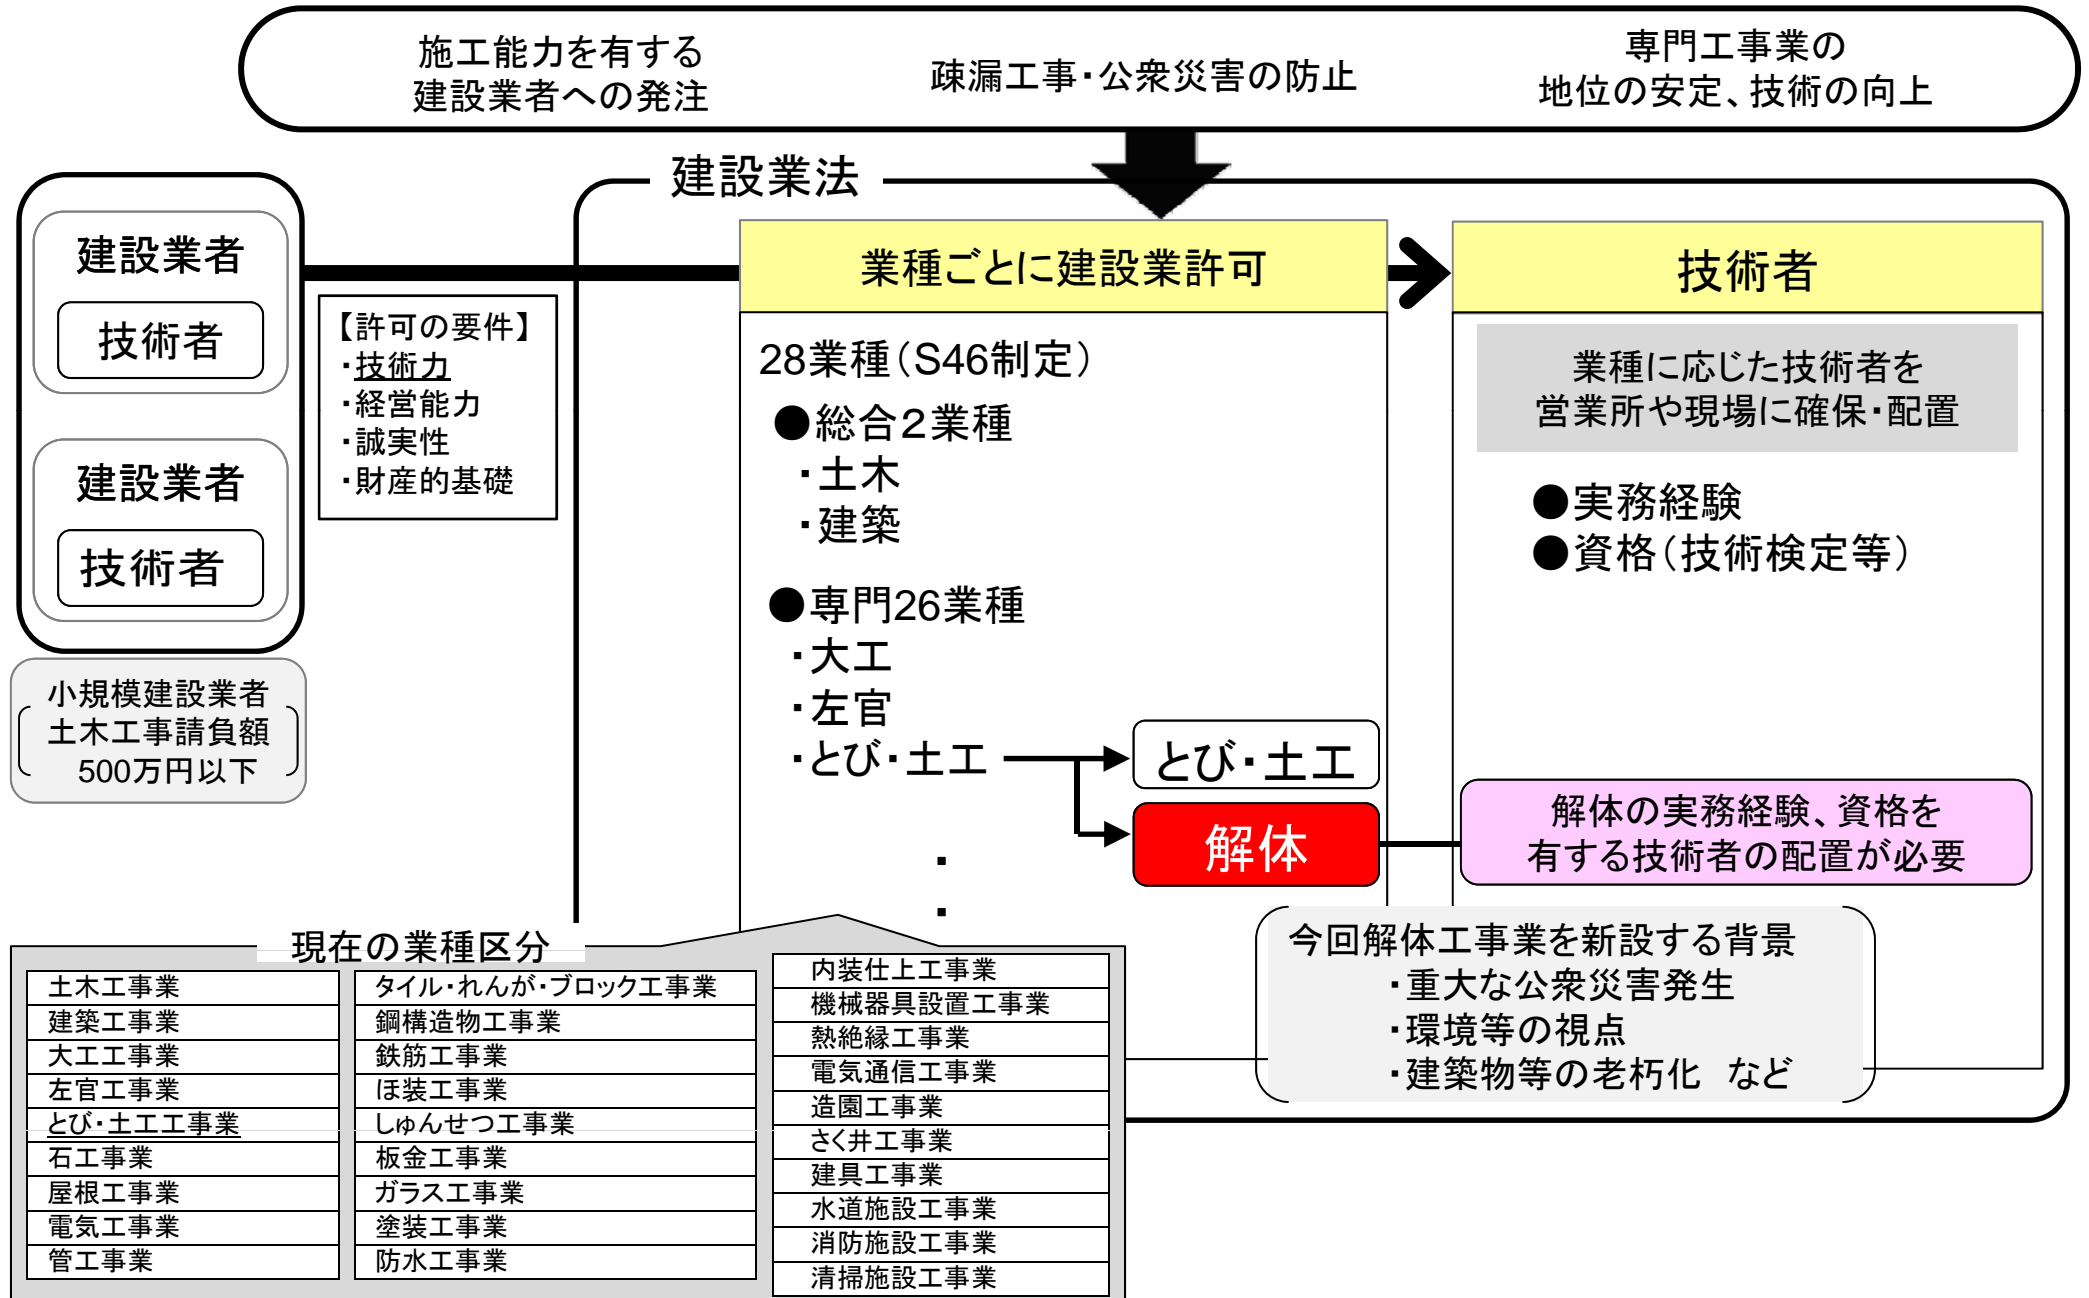 施工能力を有する
建設業者への発注
疎漏工事・公衆災害の防止
専門工事業の
地位の安定、技術の向上
建設業法
建設業者
技術者
建設業者
技術者
小規模建設業者
土木工事請負額
500万円以下
【許可の要件】
・技術力
・経営能力
・誠実性
・財産的基礎
業種ごとに建設業許可
28業種（S46制定）
●総合２業種
・土木
・建築
●専門26業種
・大工
・左官
・とび・土工
とび・土工
解体
・
・
技術者
業種に応じた技術者を
営業所や現場に確保・配置
●実務経験
●資格（技術検定等）
解体の実務経験、資格を
有する技術者の配置が必要
今回解体工事業を新設する背景
・重大な公衆災害発生
・環境等の視点
・建築物等の老朽化　など
現在の業種区分
土木工事業
建築工事業
大工工事業
左官工事業
とび・土工工事業
石工事業
屋根工事業
電気工事業
管工事業
タイル・れんが・ブロック工事業
鋼構造物工事業
鉄筋工事業
ほ装工事業
しゅんせつ工事業
板金工事業
ガラス工事業
塗装工事業
防水工事業
内装仕上工事業
機械器具設置工事業
熱絶縁工事業
電気通信工事業
造園工事業
さく井工事業
建具工事業
水道施設工事業
消防施設工事業
清掃施設工事業